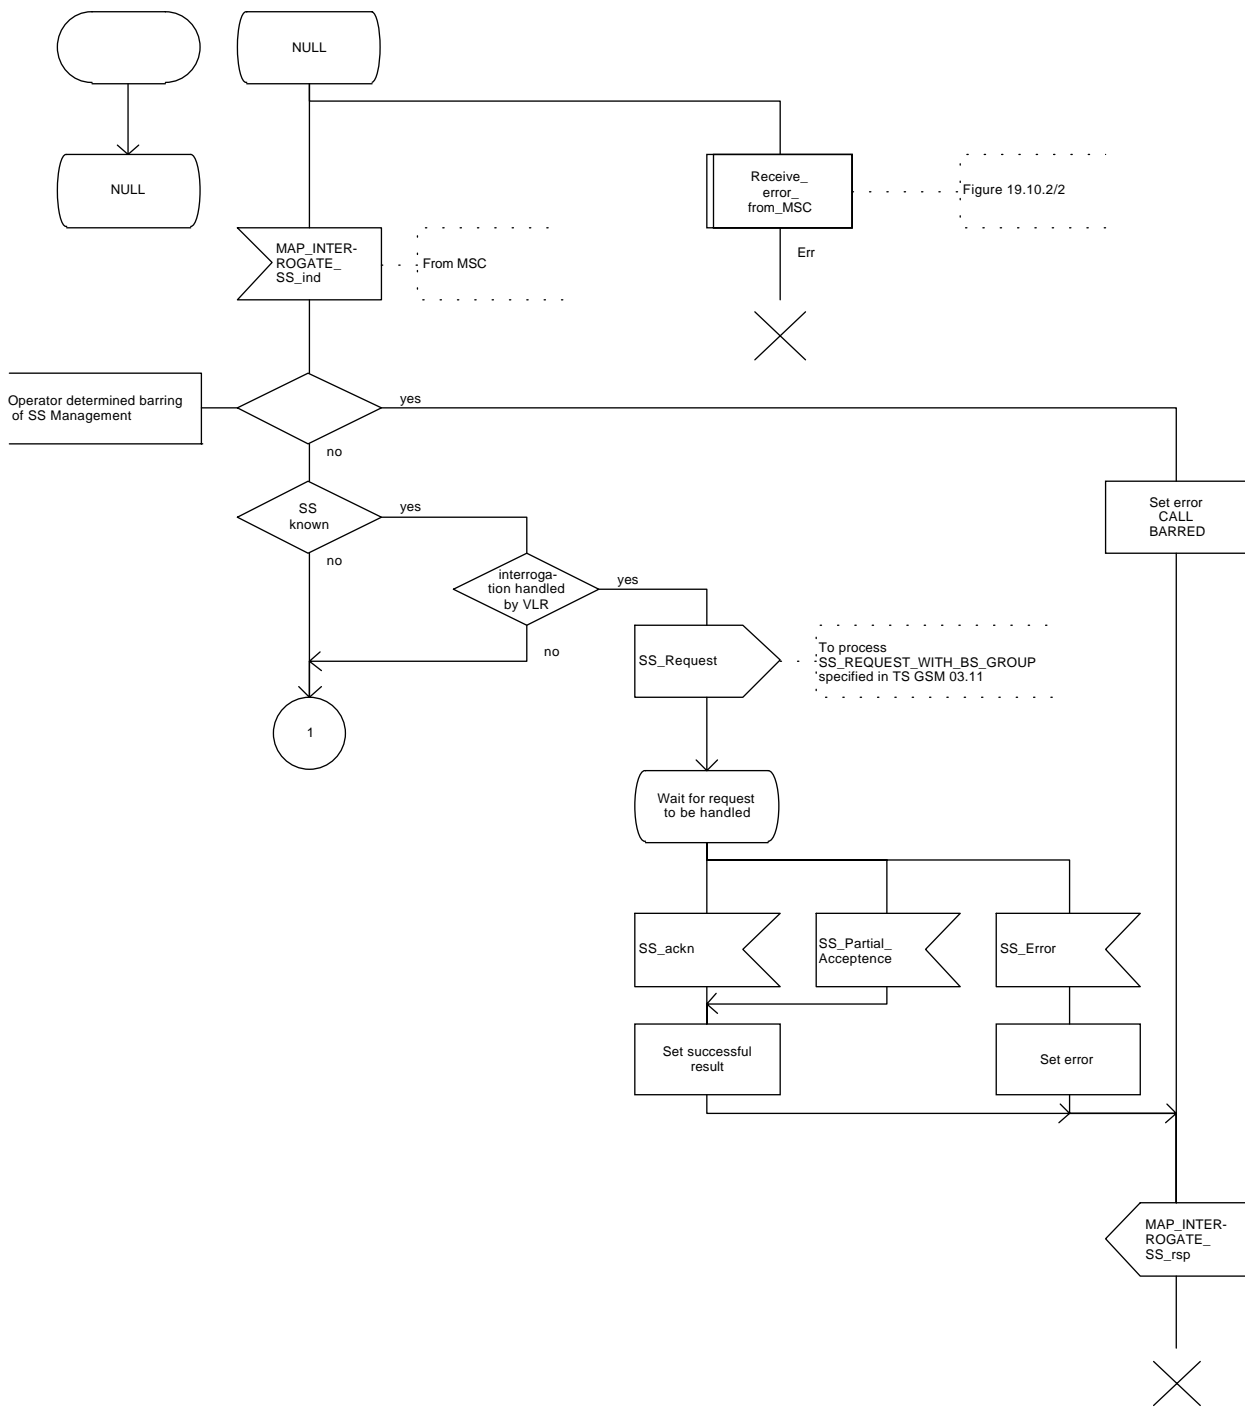 NULL
NULL
Receive_
error_
from_MSC
Figure 19.10.2/2
MAP_INTER-
ROGATE_
SS_ind
From MSC
Err
Operator determined barring
of SS Management
yes
no
SS
known
yes
no
Set error
CALL
BARRED
interroga-
tion handled
by VLR
yes
no
SS_Request
To process
SS_REQUEST_WITH_BS_GROUP
specified in TS GSM 03.11
1
Wait for request
to be handled
SS_ackn
SS_Partial_
Acceptence
SS_Error
Set successful
result
Set error
MAP_INTER-
ROGATE_
SS_rsp